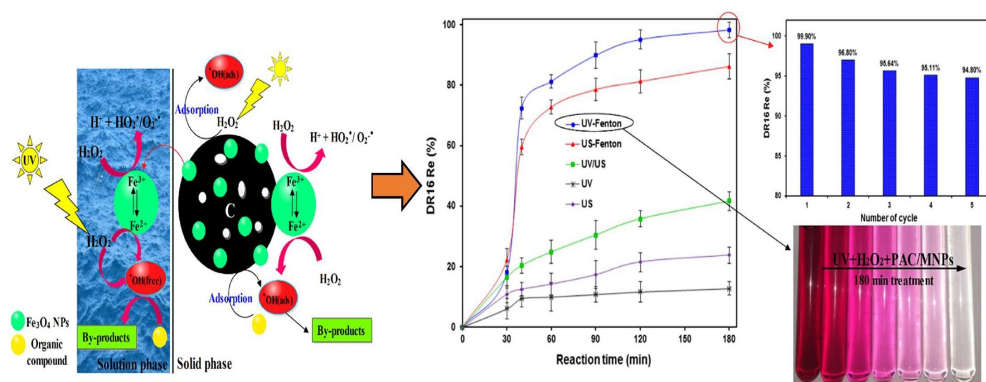 •OH(ads)
Adsorption
H₂O₂
H⁺ + HO₂•/O₂⁻•
H₂O₂
UV
H₂O₂
Fe³⁺
Fe²⁺
H₂O₂
•OH(free)
By-products
Solution phase
Solid phase
C
H₂O₂
H⁺ + HO₂•/ O₂⁻•
Fe³⁺
Fe²⁺
H₂O₂
Adsorption
•OH(ads)
By-products
Fe₃O₄ NPs
Organic
compound
DR16 Re (%)
100
80
60
40
20
0
UV-Fenton
US-Fenton
UV/US
UV
US
0 30 60 90 120 150 180
Reaction time (min)
DR16 Re (%)
100
95
90
85
80
99.90%
96.80%
95.64%
95.11%
94.80%
1 2 3 4 5
Number of cycle
UV+H₂O₂+PAC/MNPs
180 min treatment